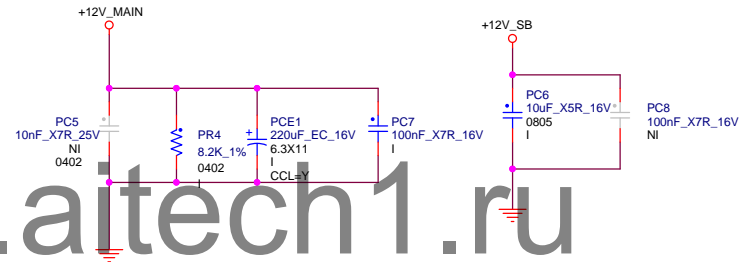 +12V_MAIN
PC5
10nF_X7R_25V
NI
0402
PR4
8.2K_1%
0402
I
PCE1
220uF_EC_16V
6.3X11
I
CCL=Y
PC7
100nF_X7R_16V
I
+12V_SB
PC6
10uF_X5R_16V
0805
I
PC8
100nF_X7R_16V
NI
.aitech1.ru